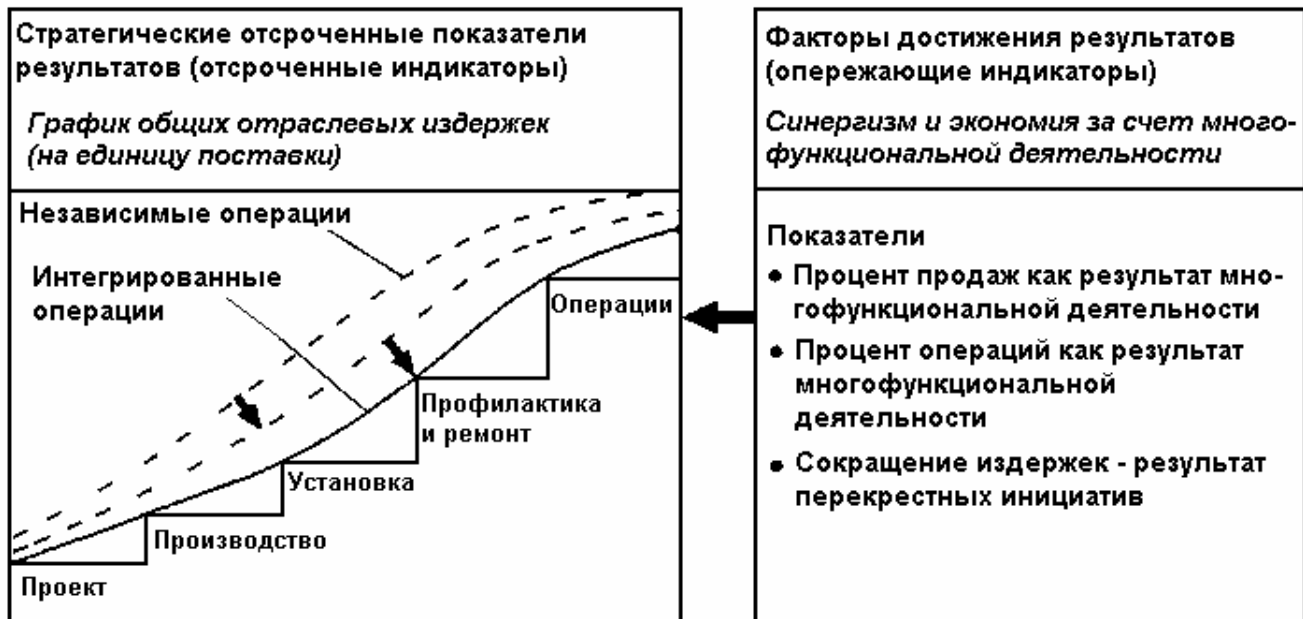 Стратегические отсроченные показатели
результатов (отсроченные индикаторы)
График общих отраслевых издержек
(на единицу поставки)
Независимые операции
Интегрированные
операции
Операции
Профилактика
и ремонт
Установка
Производство
Проект
Факторы достижения результатов
(опережающие индикаторы)
Синергизм и экономия за счет много-
функциональной деятельности
Показатели
● Процент продаж как результат мно-
гофункциональной деятельности
● Процент операций как результат
многофункциональной
деятельности
● Сокращение издержек - результат
перекрестных инициатив